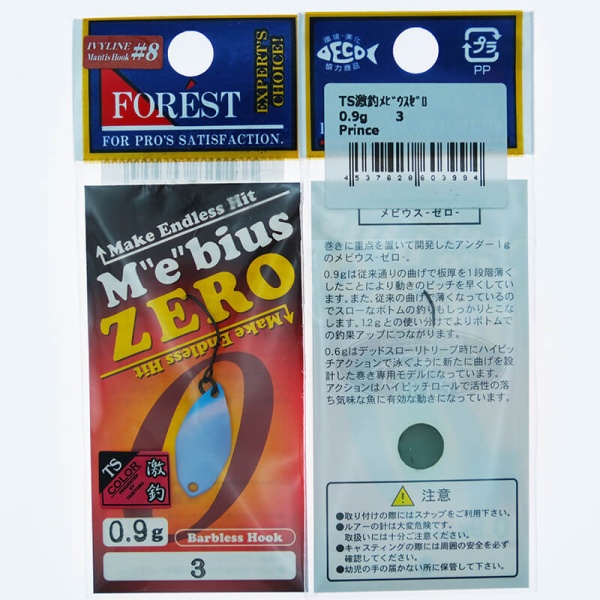 IVYLINE
Mantis Hook #8
FORÉST
FOR PRO'S SATISFACTION.
EXPERT'S
CHOICE!
Make Endless Hit
M"e"bius
ZERO
Make Endless
Hit
TS
COLOR
激釣
0.9g
Barbless Hook
3
環境・美化
ECO
協力商品
プラ
PP
TS激釣ﾒﾋﾞｳｽｾﾞﾛ
0.9g 3
Prince
4 537628 603994
メビウス-ゼロ-
巻きに重点を置いて開発したアンダー1g
のメビウス-ゼロ-。
0.9gは従来通りの曲げで板厚を1段階薄く
したことにより動きのピッチを早くしてい
ます。また、従来の曲げで薄くなっているの
でスローなボトムの釣りもしっかりとこな
します。1.2gとの使い分けでよりボトムで
の釣果アップにつながります。
0.6gはデッドスローリトリーブ時にハイピッ
チアクションで泳ぐように新たに曲げを設
計した巻き専用モデルになっています。
アクションはハイピッチロールで活性の落
ち気味な魚に有効な動きになっています。
注意
●取り付けの際にはスナップをご利用下さい。
●ルアーの針は大変危険です。
取扱いには十分ご注意ください。
●キャスティングの際には周囲の安全を必ず
確認してください。
●幼児の手の届かない所に保管して下さい。